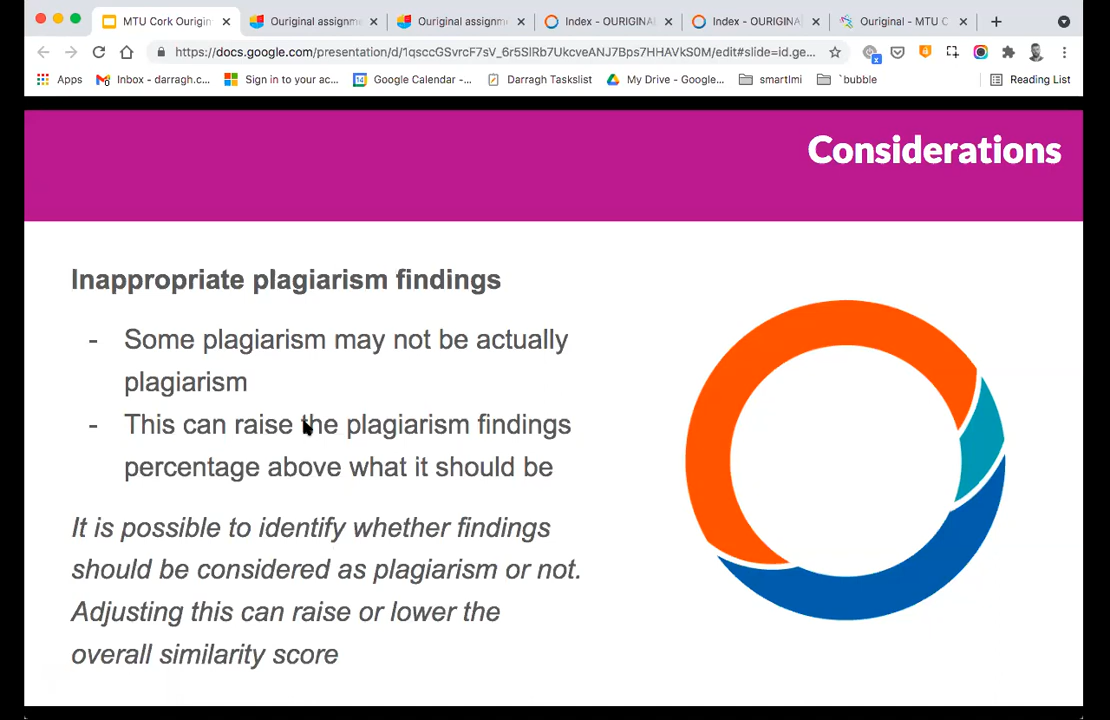 MTU Cork Ourigin
Ouriginal assignme
Ouriginal assignm
Index - OURIGINA
Index - OURIGINA
Ouriginal - MTU C
https://docs.google.com/presentation/d/1qsccGSvrcF7sV_6r5SlRb7UkcveANJ7Bps7HHAVkS0M/edit#slide=id.ge...
Apps
Inbox - darragh.c...
Sign in to your ac...
Google Calendar -...
Darragh Tasklist
My Drive - Google...
smartlmi
`bubble
Reading List
Considerations
Inappropriate plagiarism findings
- Some plagiarism may not be actually
plagiarism
- This can raise the plagiarism findings
percentage above what it should be
It is possible to identify whether findings
should be considered as plagiarism or not.
Adjusting this can raise or lower the
overall similarity score